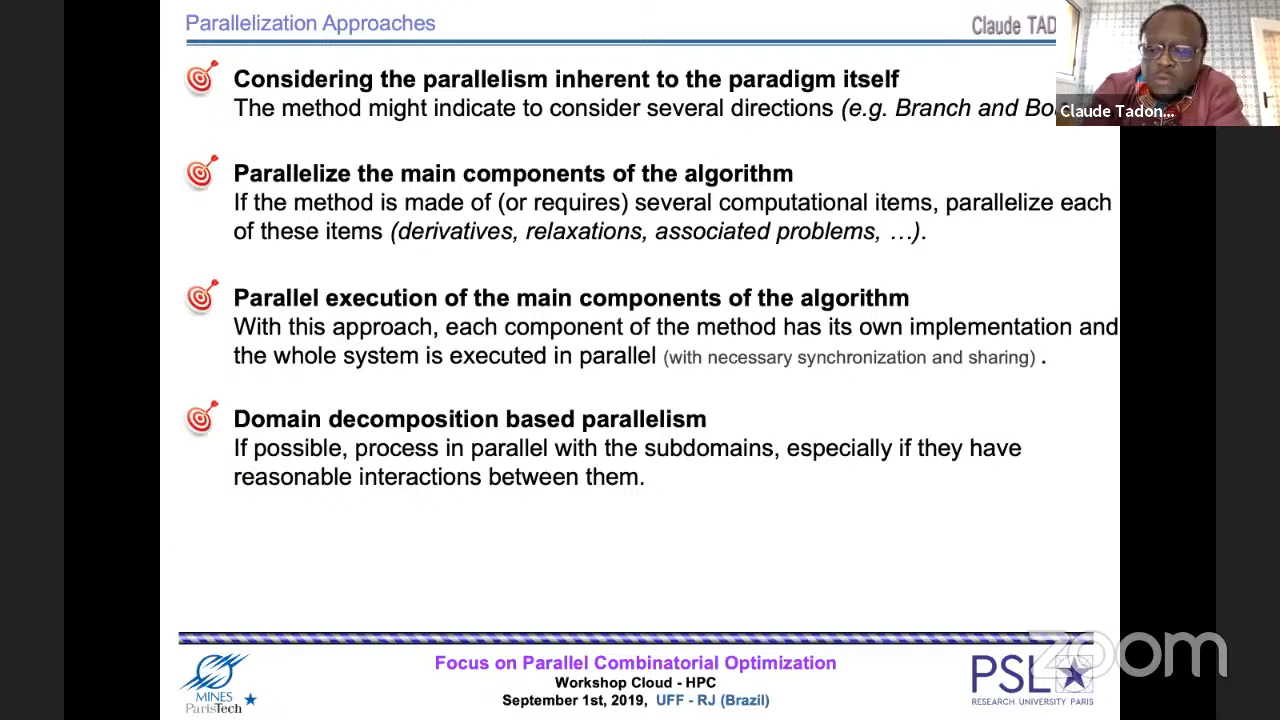 Parallelization Approaches
Claude TAD
Considering the parallelism inherent to the paradigm itself
The method might indicate to consider several directions (e.g. Branch and Bo
Claude Tadon...
Parallelize the main components of the algorithm
If the method is made of (or requires) several computational items, parallelize each
of these items (derivatives, relaxations, associated problems, …).
Parallel execution of the main components of the algorithm
With this approach, each component of the method has its own implementation and
the whole system is executed in parallel (with necessary synchronization and sharing) .
Domain decomposition based parallelism
If possible, process in parallel with the subdomains, especially if they have
reasonable interactions between them.
zoom
Focus on Parallel Combinatorial Optimization
Workshop Cloud - HPC
September 1st, 2019, UFF - RJ (Brazil)
MINES
ParisTech
PSL
RESEARCH UNIVERSITY PARIS